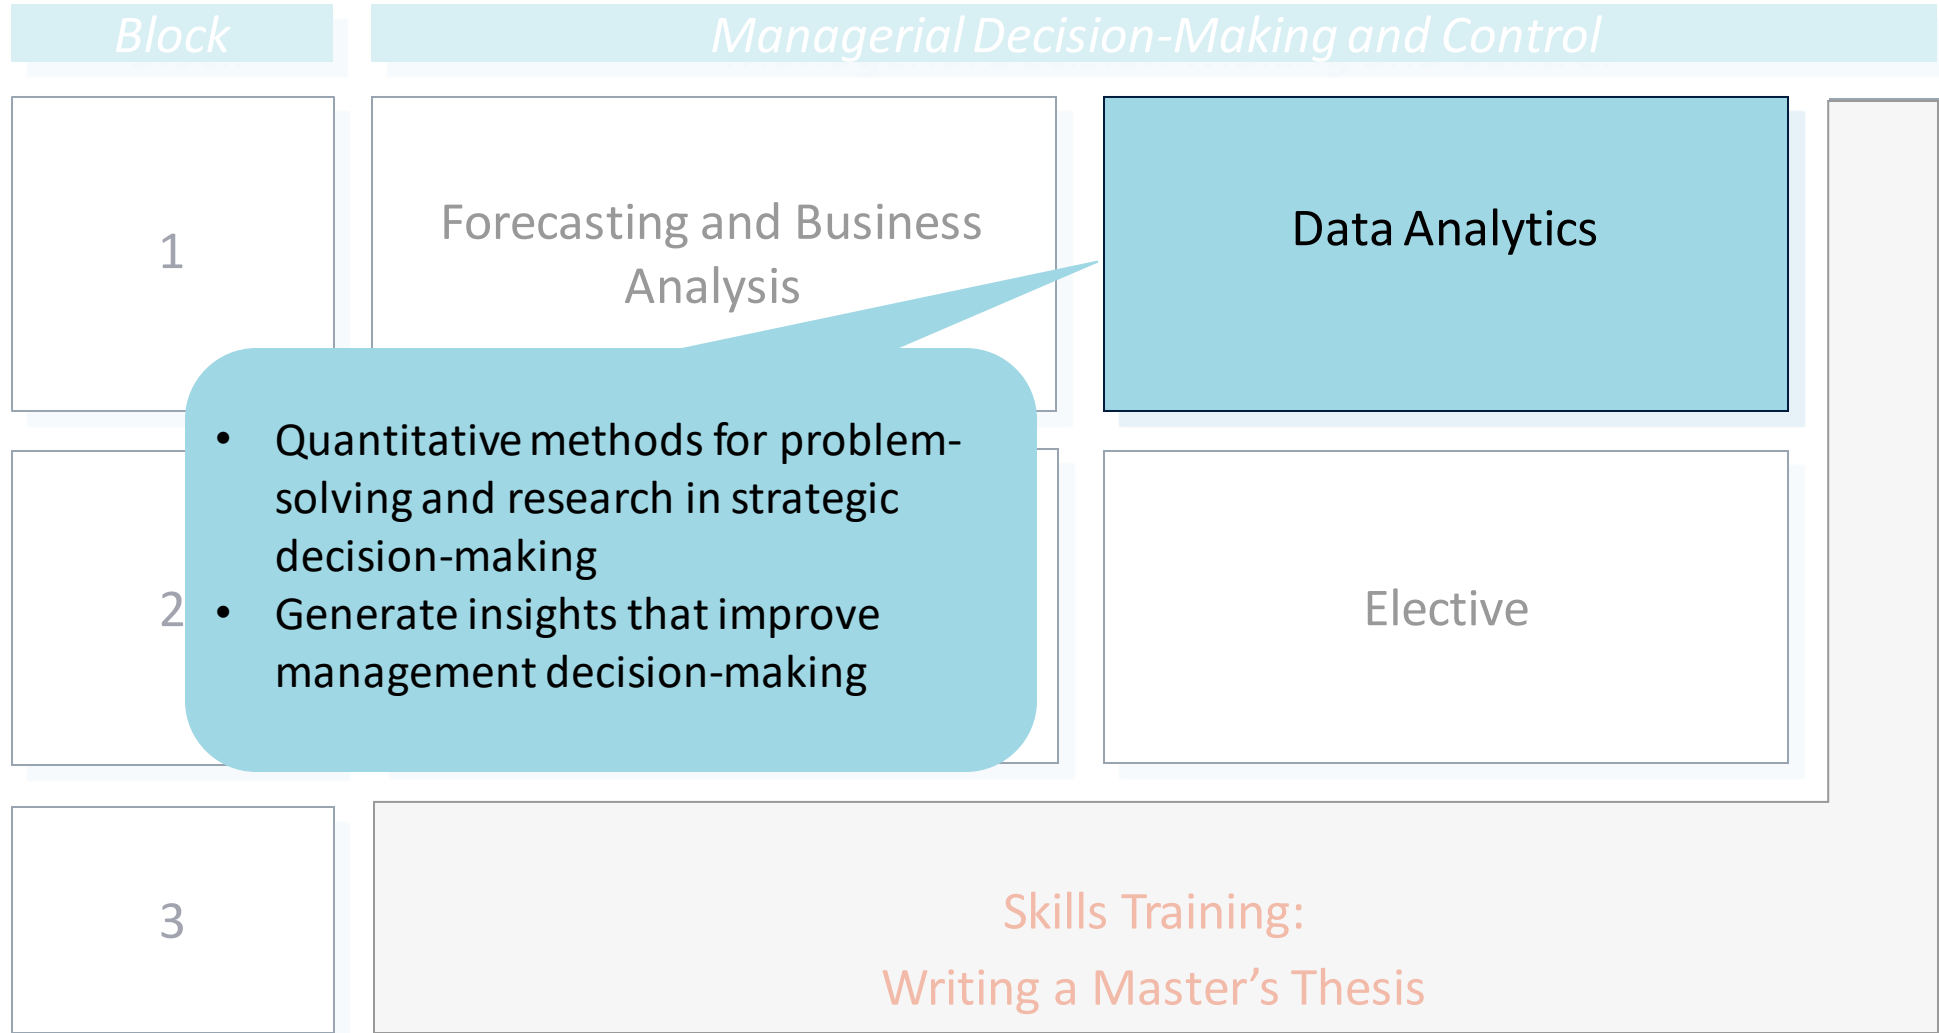 Block
Managerial Decision-Making and Control
1
Forecasting and Business
Analysis
Data Analytics
• Quantitative methods for problem-
solving and research in strategic
decision-making
• Generate insights that improve
management decision-making
2
Elective
3
Skills Training:
Writing a Master’s Thesis